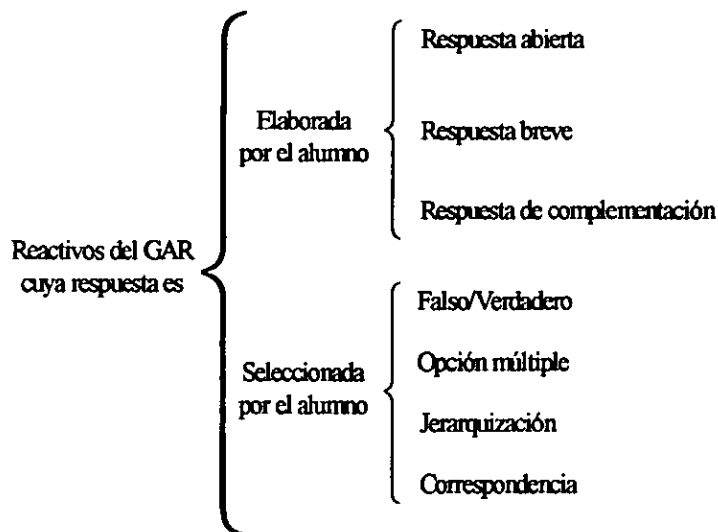 Reactivos del GAR
cuya respuesta es
Elaborada
por el alumno
Respuesta abierta
Respuesta breve
Respuesta de complementación
Seleccionada
por el alumno
Falso/Verdadero
Opción múltiple
Jerarquización
Correspondencia